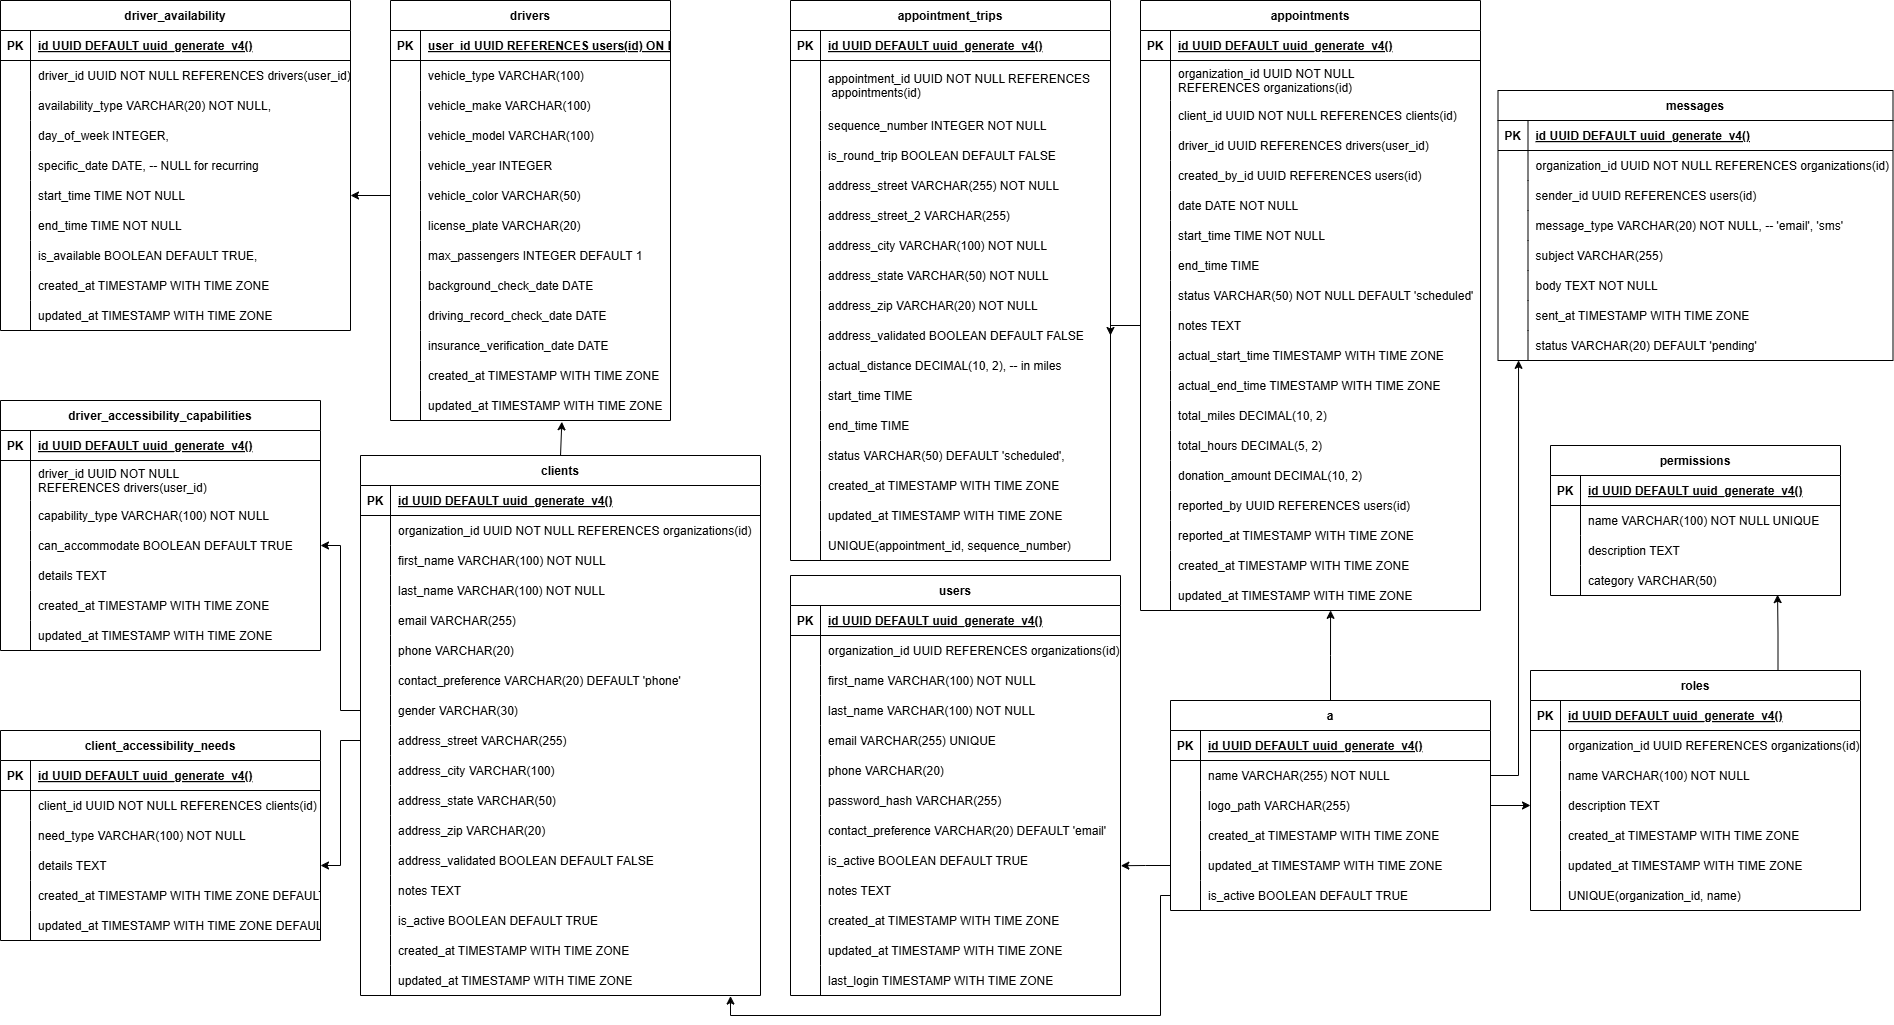 driver_availability
PK
id UUID DEFAULT uuid_generate_v4()
driver_id UUID NOT NULL REFERENCES drivers(user_id)
availability_type VARCHAR(20) NOT NULL,
day_of_week INTEGER,
specific_date DATE, -- NULL for recurring
start_time TIME NOT NULL
end_time TIME NOT NULL
is_available BOOLEAN DEFAULT TRUE,
created_at TIMESTAMP WITH TIME ZONE
updated_at TIMESTAMP WITH TIME ZONE
drivers
PK
user_id UUID REFERENCES users(id) ON
vehicle_type VARCHAR(100)
vehicle_make VARCHAR(100)
vehicle_model VARCHAR(100)
vehicle_year INTEGER
vehicle_color VARCHAR(50)
license_plate VARCHAR(20)
max_passengers INTEGER DEFAULT 1
background_check_date DATE
driving_record_check_date DATE
insurance_verification_date DATE
created_at TIMESTAMP WITH TIME ZONE
updated_at TIMESTAMP WITH TIME ZONE
appointment_trips
PK
id UUID DEFAULT uuid_generate_v4()
appointment_id UUID NOT NULL REFERENCES
appointments(id)
sequence_number INTEGER NOT NULL
is_round_trip BOOLEAN DEFAULT FALSE
address_street VARCHAR(255) NOT NULL
address_street_2 VARCHAR(255)
address_city VARCHAR(100) NOT NULL
address_state VARCHAR(50) NOT NULL
address_zip VARCHAR(20) NOT NULL
address_validated BOOLEAN DEFAULT FALSE
actual_distance DECIMAL(10, 2), -- in miles
start_time TIME
end_time TIME
status VARCHAR(50) DEFAULT 'scheduled',
created_at TIMESTAMP WITH TIME ZONE
updated_at TIMESTAMP WITH TIME ZONE
UNIQUE(appointment_id, sequence_number)
appointments
PK
id UUID DEFAULT uuid_generate_v4()
organization_id UUID NOT NULL
REFERENCES organizations(id)
client_id UUID NOT NULL REFERENCES clients(id)
driver_id UUID REFERENCES drivers(user_id)
created_by_id UUID REFERENCES users(id)
date DATE NOT NULL
start_time TIME NOT NULL
end_time TIME
status VARCHAR(50) NOT NULL DEFAULT 'scheduled'
notes TEXT
actual_start_time TIMESTAMP WITH TIME ZONE
actual_end_time TIMESTAMP WITH TIME ZONE
total_miles DECIMAL(10, 2)
total_hours DECIMAL(5, 2)
donation_amount DECIMAL(10, 2)
reported_by UUID REFERENCES users(id)
reported_at TIMESTAMP WITH TIME ZONE
created_at TIMESTAMP WITH TIME ZONE
updated_at TIMESTAMP WITH TIME ZONE
messages
PK
id UUID DEFAULT uuid_generate_v4()
organization_id UUID NOT NULL REFERENCES organizations(id)
sender_id UUID REFERENCES users(id)
message_type VARCHAR(20) NOT NULL, -- 'email', 'sms'
subject VARCHAR(255)
body TEXT NOT NULL
sent_at TIMESTAMP WITH TIME ZONE
status VARCHAR(20) DEFAULT 'pending'
driver_accessibility_capabilities
PK
id UUID DEFAULT uuid_generate_v4()
driver_id UUID NOT NULL
REFERENCES drivers(user_id)
capability_type VARCHAR(100) NOT NULL
can_accommodate BOOLEAN DEFAULT TRUE
details TEXT
created_at TIMESTAMP WITH TIME ZONE
updated_at TIMESTAMP WITH TIME ZONE
clients
PK
id UUID DEFAULT uuid_generate_v4()
organization_id UUID NOT NULL REFERENCES organizations(id)
first_name VARCHAR(100) NOT NULL
last_name VARCHAR(100) NOT NULL
email VARCHAR(255)
phone VARCHAR(20)
contact_preference VARCHAR(20) DEFAULT 'phone'
gender VARCHAR(30)
address_street VARCHAR(255)
address_city VARCHAR(100)
address_state VARCHAR(50)
address_zip VARCHAR(20)
address_validated BOOLEAN DEFAULT FALSE
notes TEXT
is_active BOOLEAN DEFAULT TRUE
created_at TIMESTAMP WITH TIME ZONE
updated_at TIMESTAMP WITH TIME ZONE
permissions
PK
id UUID DEFAULT uuid_generate_v4()
name VARCHAR(100) NOT NULL UNIQUE
description TEXT
category VARCHAR(50)
users
PK
id UUID DEFAULT uuid_generate_v4()
organization_id UUID REFERENCES organizations(id)
first_name VARCHAR(100) NOT NULL
last_name VARCHAR(100) NOT NULL
email VARCHAR(255) UNIQUE
phone VARCHAR(20)
password_hash VARCHAR(255)
contact_preference VARCHAR(20) DEFAULT 'email'
is_active BOOLEAN DEFAULT TRUE
notes TEXT
created_at TIMESTAMP WITH TIME ZONE
updated_at TIMESTAMP WITH TIME ZONE
last_login TIMESTAMP WITH TIME ZONE
a
PK
id UUID DEFAULT uuid_generate_v4()
name VARCHAR(255) NOT NULL
logo_path VARCHAR(255)
created_at TIMESTAMP WITH TIME ZONE
updated_at TIMESTAMP WITH TIME ZONE
is_active BOOLEAN DEFAULT TRUE
roles
PK
id UUID DEFAULT uuid_generate_v4()
organization_id UUID REFERENCES organizations(id)
name VARCHAR(100) NOT NULL
description TEXT
created_at TIMESTAMP WITH TIME ZONE
updated_at TIMESTAMP WITH TIME ZONE
UNIQUE(organization_id, name)
client_accessibility_needs
PK
id UUID DEFAULT uuid_generate_v4()
client_id UUID NOT NULL REFERENCES clients(id)
need_type VARCHAR(100) NOT NULL
details TEXT
created_at TIMESTAMP WITH TIME ZONE DEFAULT
updated_at TIMESTAMP WITH TIME ZONE DEFAUL